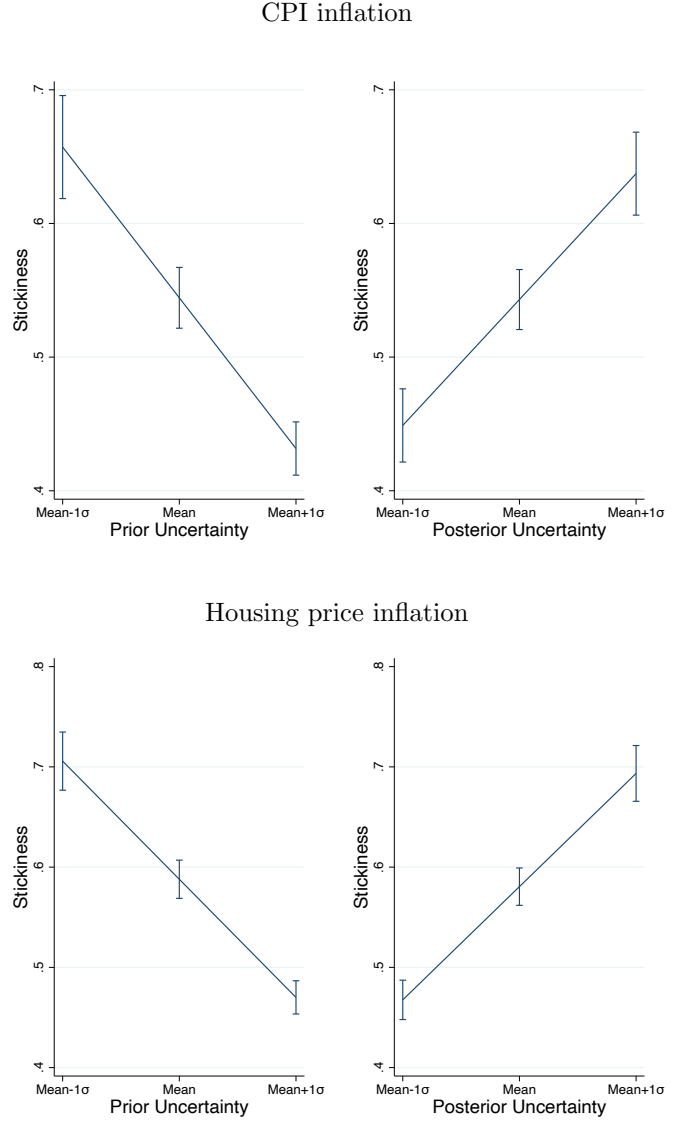 CPI inflation
.7
.6
.5
.4
Stickiness
Mean-1σ Mean Mean+1σ
Prior Uncertainty
.7
.6
.5
.4
Stickiness
Mean-1σ Mean Mean+1σ
Posterior Uncertainty
Housing price inflation
.8
.7
.6
.5
.4
Stickiness
Mean-1σ Mean Mean+1σ
Prior Uncertainty
.8
.7
.6
.5
.4
Stickiness
Mean-1σ Mean Mean+1σ
Posterior Uncertainty